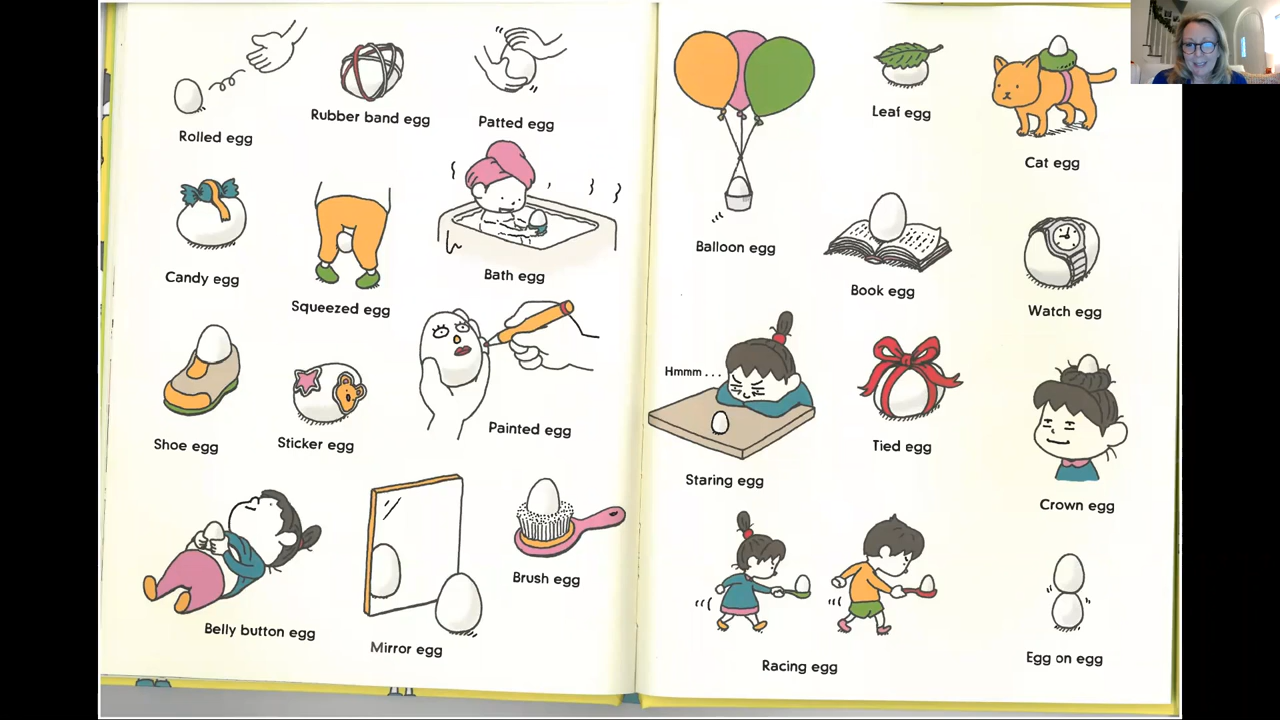 Rolled egg
Rubber band egg
Patted egg
Candy egg
Squeezed egg
Bath egg
Shoe egg
Sticker egg
Painted egg
Belly button egg
Mirror egg
Brush egg
Balloon egg
Leaf egg
Cat egg
Book egg
Watch egg
Hmmm . . .
Staring egg
Tied egg
Crown egg
Racing egg
Egg on egg